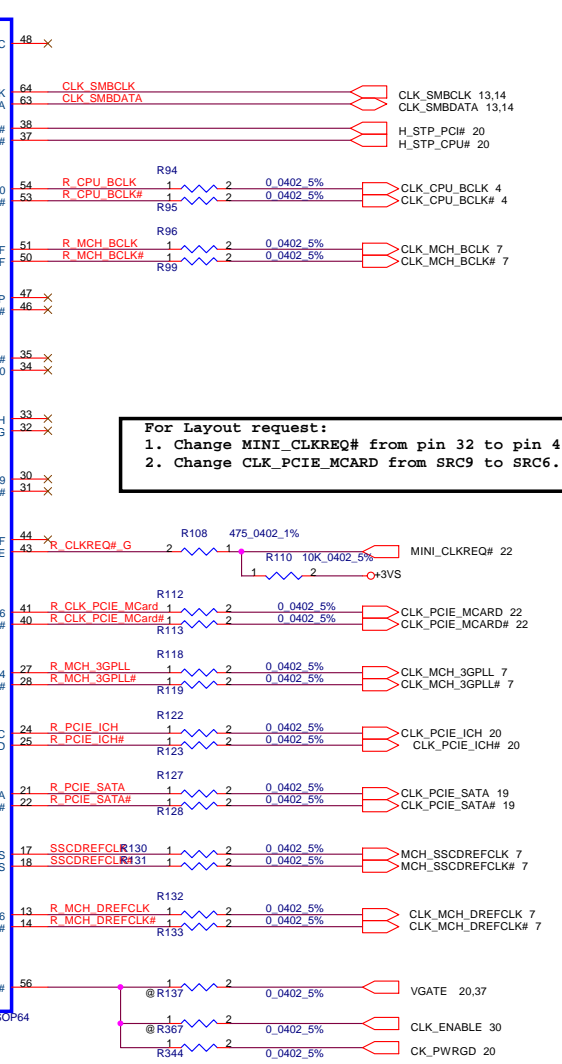 C 48
K 64 CLK_SMBCLK CLK_SMBCLK 13,14
A 63 CLK_SMBDATA CLK_SMBDATA 13,14
# 38 H_STP_PCI# 20
# 37 H_STP_CPU# 20
R94
0 54 R_CPU_BCLK 1 2 0_0402_5% CLK_CPU_BCLK 4
# 53 R_CPU_BCLK# 1 2 0_0402_5% CLK_CPU_BCLK# 4
R95
R96
F 51 R_MCH_BCLK 1 2 0_0402_5% CLK_MCH_BCLK 7
F 50 R_MCH_BCLK# 1 2 0_0402_5% CLK_MCH_BCLK# 7
R99
P 47
# 46
# 35
0 34
H 33
G 32
For Layout request:
1. Change MINI_CLKREQ# from pin 32 to pin 4
2. Change CLK_PCIE_MCARD from SRC9 to SRC6.
9 30
# 31
R108 475_0402_1%
F 44
E 43 R_CLKREQ#_G 2 1 MINI_CLKREQ# 22
R110 10K_0402_5%
1 2 +3VS
R112
6 41 R_CLK_PCIE_MCard 1 2 0_0402_5% CLK_PCIE_MCARD 22
# 40 R_CLK_PCIE_MCard# 1 2 0_0402_5% CLK_PCIE_MCARD# 22
R113
R118
4 27 R_MCH_3GPLL 1 2 0_0402_5% CLK_MCH_3GPLL 7
# 28 R_MCH_3GPLL# 1 2 0_0402_5% CLK_MCH_3GPLL# 7
R119
R122
C 24 R_PCIE_ICH 1 2 0_0402_5% CLK_PCIE_ICH 20
D 25 R_PCIE_ICH# 1 2 0_0402_5% CLK_PCIE_ICH# 20
R123
R127
A 21 R_PCIE_SATA 1 2 0_0402_5% CLK_PCIE_SATA 19
# 22 R_PCIE_SATA# 1 2 0_0402_5% CLK_PCIE_SATA# 19
R128
S 17 SSCDREFCLK R130 1 2 0_0402_5% MCH_SSCDREFCLK 7
S 18 SSCDREFCLK# R131 1 2 0_0402_5% MCH_SSCDREFCLK# 7
R132
6 13 R_MCH_DREFCLK 1 2 0_0402_5% CLK_MCH_DREFCLK 7
# 14 R_MCH_DREFCLK# 1 2 0_0402_5% CLK_MCH_DREFCLK# 7
R133
# 56 1 2
@ R137 0_0402_5% VGATE 20,37
SOP64
1 2
@ R367 0_0402_5% CLK_ENABLE 30
1 2
R344 0_0402_5% CK_PWRGD 20